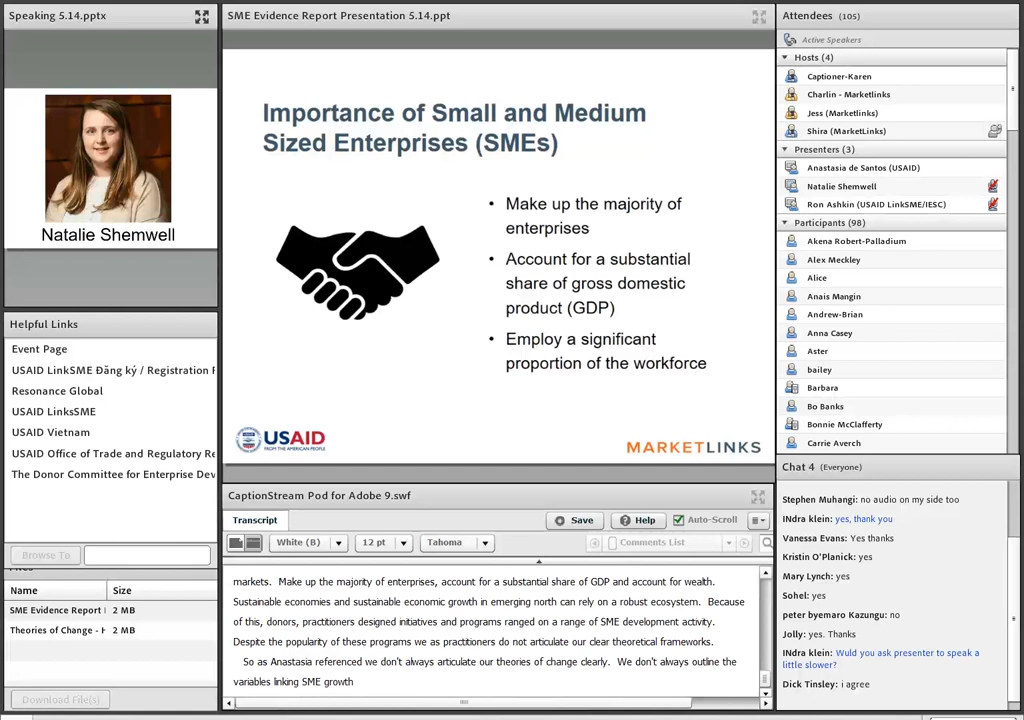 Speaking 5.14.pptx
Natalie Shemwell
Helpful Links
Event Page
USAID LinkSME Đăng ký / Registration F
Resonance Global
USAID LinksSME
USAID Vietnam
USAID Office of Trade and Regulatory Re
The Donor Committee for Enterprise Dev
Browse To
Name Size
SME Evidence Report 2 MB
Theories of Change - 2 MB
Download File(s)
SME Evidence Report Presentation 5.14.ppt
Importance of Small and Medium
Sized Enterprises (SMEs)
• Make up the majority of
enterprises
• Account for a substantial
share of gross domestic
product (GDP)
• Employ a significant
proportion of the workforce
USAID
FROM THE AMERICAN PEOPLE
MARKETLINKS
CaptionStream Pod for Adobe 9.swf
Transcript
Save
Help
Auto-Scroll
White (B)
12 pt
Tahoma
Comments List
markets. Make up the majority of enterprises, account for a substantial share of GDP and account for wealth.
Sustainable economies and sustainable economic growth in emerging north can rely on a robust ecosystem. Because
of this, donors, practitioners designed initiatives and programs ranged on a range of SME development activity.
Despite the popularity of these programs we as practitioners do not articulate our clear theoretical frameworks.
So as Anastasia referenced we don't always articulate our theories of change clearly. We don't always outline the
variables linking SME growth
Attendees (105)
Active Speakers
Hosts (4)
Captioner-Karen
Charlin - Marketlinks
Jess (Marketlinks)
Shira (MarketLinks)
Presenters (3)
Anastasia de Santos (USAID)
Natalie Shemwell
Ron Ashkin (USAID LinkSME/IESC)
Participants (98)
Akena Robert-Palladium
Alex Meckley
Alice
Anais Mangin
Andrew-Brian
Anna Casey
Aster
bailey
Barbara
Bo Banks
Bonnie McClafferty
Carrie Averch
Chat 4 (Everyone)
Stephen Muhangi: no audio on my side too
INdra klein: yes, thank you
Vanessa Evans: Yes thanks
Kristin O'Planick: yes
Mary Lynch: yes
Sohel: yes
peter byemaro Kazungu: no
Jolly: yes. Thanks
INdra klein: Wuld you ask presenter to speak a
little slower?
Dick Tinsley: i agree